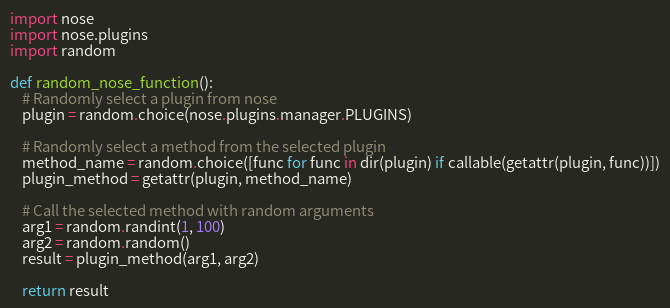 import nose
import nose.plugins
import random
def random_nose_function():
# Randomly select a plugin from nose
plugin = random.choice(nose.plugins.manager.PLUGINS)
# Randomly select a method from the selected plugin
method_name = random.choice([func for func in dir(plugin) if callable(getattr(plugin, func))])
plugin_method = getattr(plugin, method_name)
# Call the selected method with random arguments
arg1 = random.randint(1, 100)
arg2 = random.random()
result = plugin_method(arg1, arg2)
return result